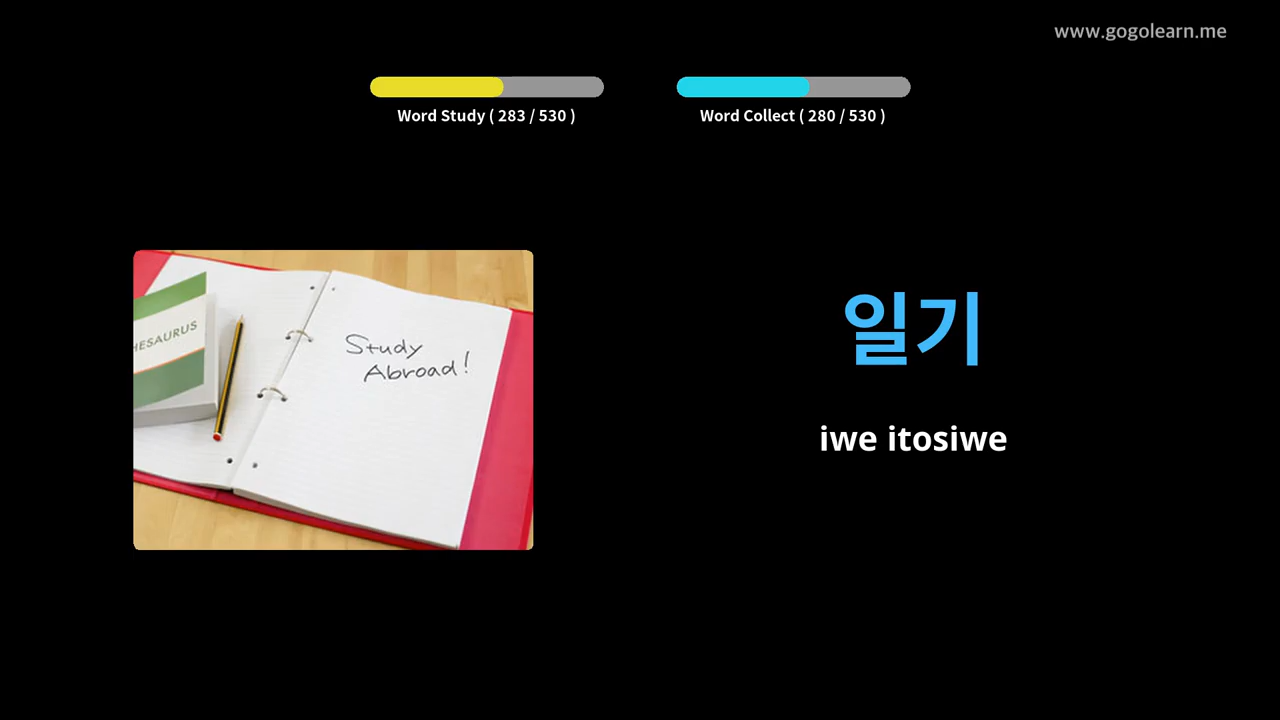 www.gogolearn.me
Word Study ( 283 / 530 )
Word Collect ( 280 / 530 )
HESAURUS
Study
Abroad!
일기
iwe itosiwe